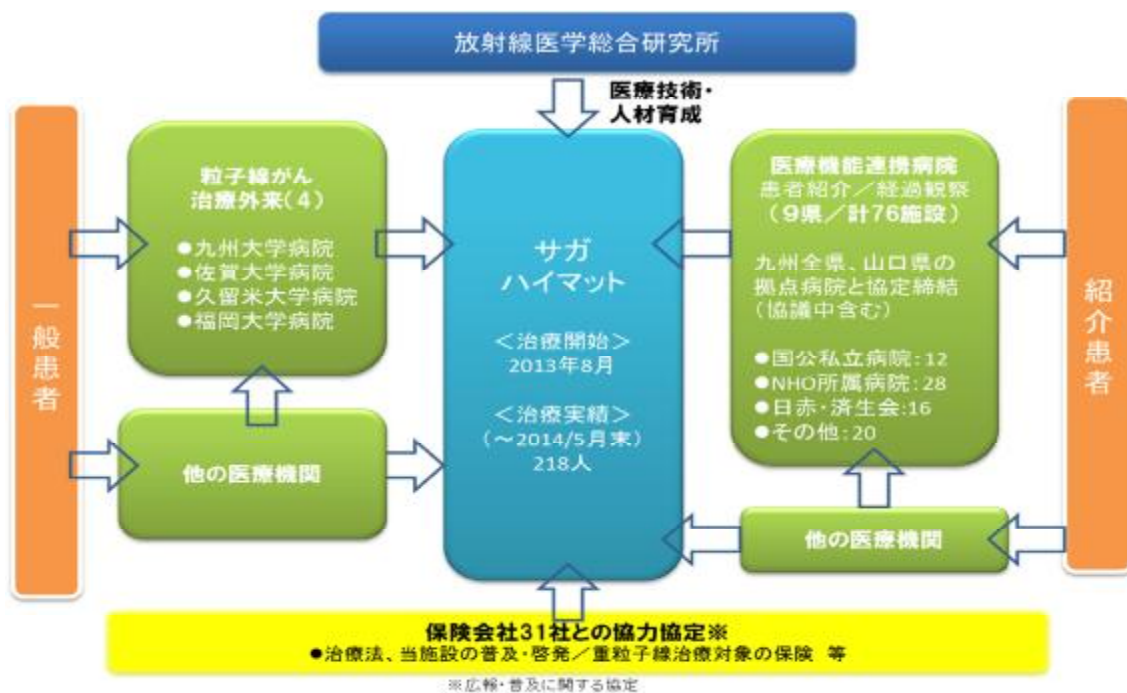 放射線医学総合研究所
医療技術・
人材育成
一般患者
粒子線がん
治療外来(4)
●九州大学病院
●佐賀大学病院
●久留米大学病院
●福岡大学病院
他の医療機関
サガ
ハイマット
<治療開始>
2013年8月
<治療実績>
(~2014/5月末)
218人
医療機能連携病院
患者紹介/経過観察
(9県/計76施設)
九州全県、山口県の
拠点病院と協定締結
(協議中含む)
●国公私立病院:12
●NHO所属病院:28
●日赤・済生会:16
●その他:20
他の医療機関
紹介患者
保険会社31社との協力協定※
●治療法、当施設の普及・啓発/重粒子線治療対象の保険 等
※広報・普及に関する協定